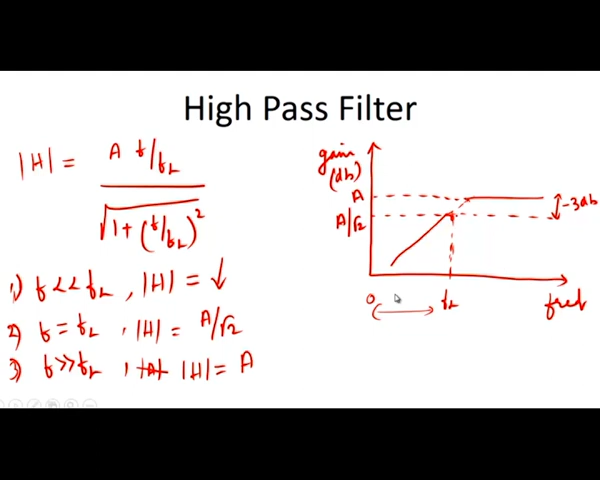 High Pass Filter
|H| = A f/fL
√1+(f/fL)²
1) f<<fL , |H| = ↓
2) f = fL , |H| = A/√2
3) f>>fL , |H| = A
gain
(db)
A
A/√2
-3db
0
fL
freq